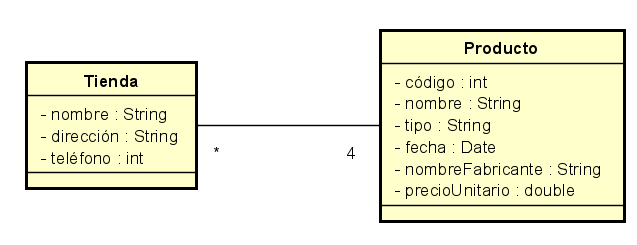 Tienda
- nombre : String
- dirección : String
- teléfono : int
*
4
Producto
- código : int
- nombre : String
- tipo : String
- fecha : Date
- nombreFabricante : String
- precioUnitario : double